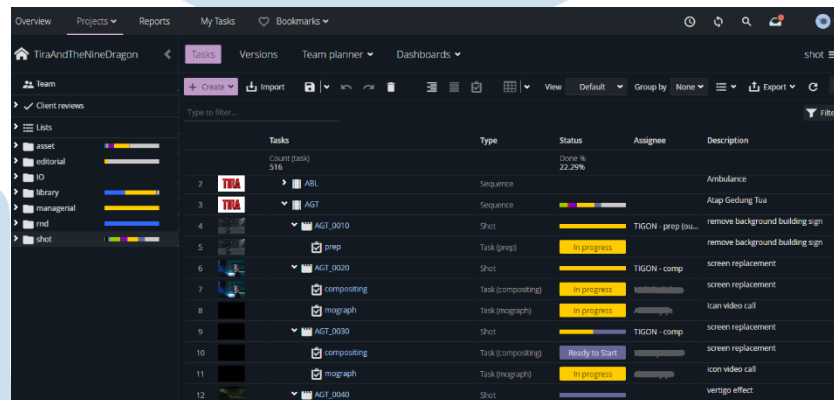 Overview Projects Reports My Tasks Bookmarks
TiraAndTheNineDragon Tasks Versions Team planner Dashboards shot
Team
Client reviews
Lists
asset
editorial
IO
library
managerial
rnd
shot
+ Create Import View Default Group by None Export
Type to filter... Filte
Tasks Type Status Assignee Description
Count (task) Done %
516 22.29%
2 TIRA ABL Sequence Ambulance
3 TIRA AGT Sequence Atap Gedung Tua
4 AGT_0010 Shot TIGON - prep (ou... remove background building sign
5 prep Task (prep) In progress remove background building sign
6 AGT_0020 Shot TIGON - comp screen replacement
7 compositing Task (compositing) In progress screen replacement
8 mograph Task (mograph) In progress Ican video call
9 AGT_0030 Shot TIGON - comp screen replacement
10 compositing Task (compositing) Ready to Start screen replacement
11 mograph Task (mograph) In progress icon video call
12 AGT_0040 Shot vertigo effect